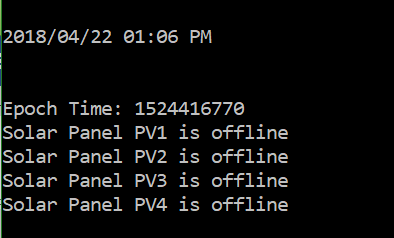 2018/04/22 01:06 PM
Epoch Time: 1524416770
Solar Panel PV1 is offline
Solar Panel PV2 is offline
Solar Panel PV3 is offline
Solar Panel PV4 is offline